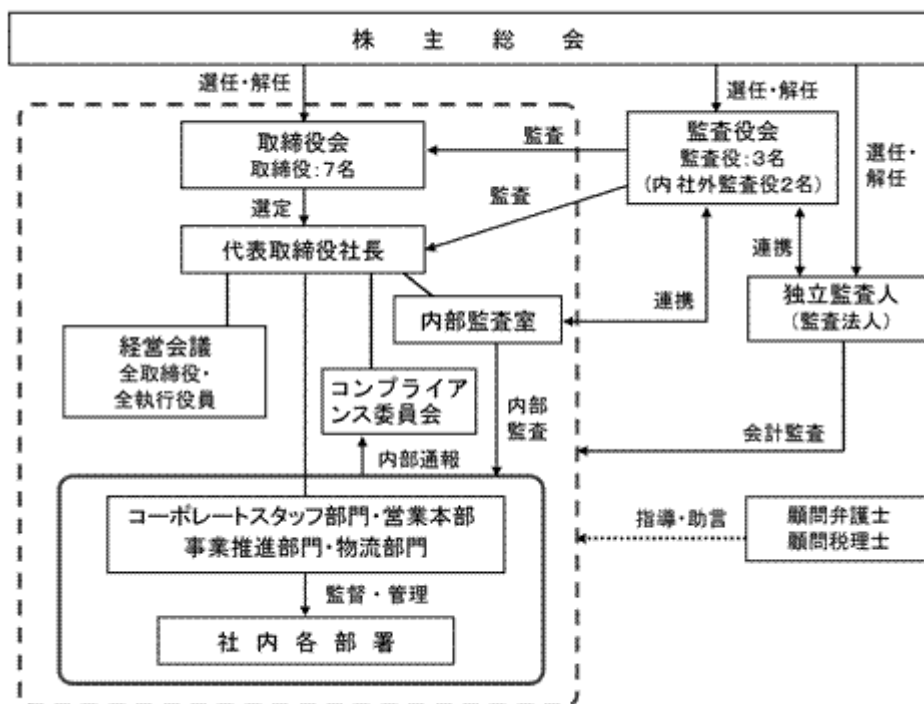 株主総会
選任・解任
選任・解任
選任・
解任
取締役会
取締役:7名
監査
監査役会
監査役:3名
(内 社外監査役2名)
選定
監査
代表取締役社長
連携
連携
内部監査室
独立監査人
(監査法人)
経営会議
全取締役・
全執行役員
コンプライア
ンス委員会
内部
監査
内部通報
会計監査
コーポレートスタッフ部門・営業本部
事業推進部門・物流部門
指導・助言
顧問弁護士
顧問税理士
監督・管理
社内各部署